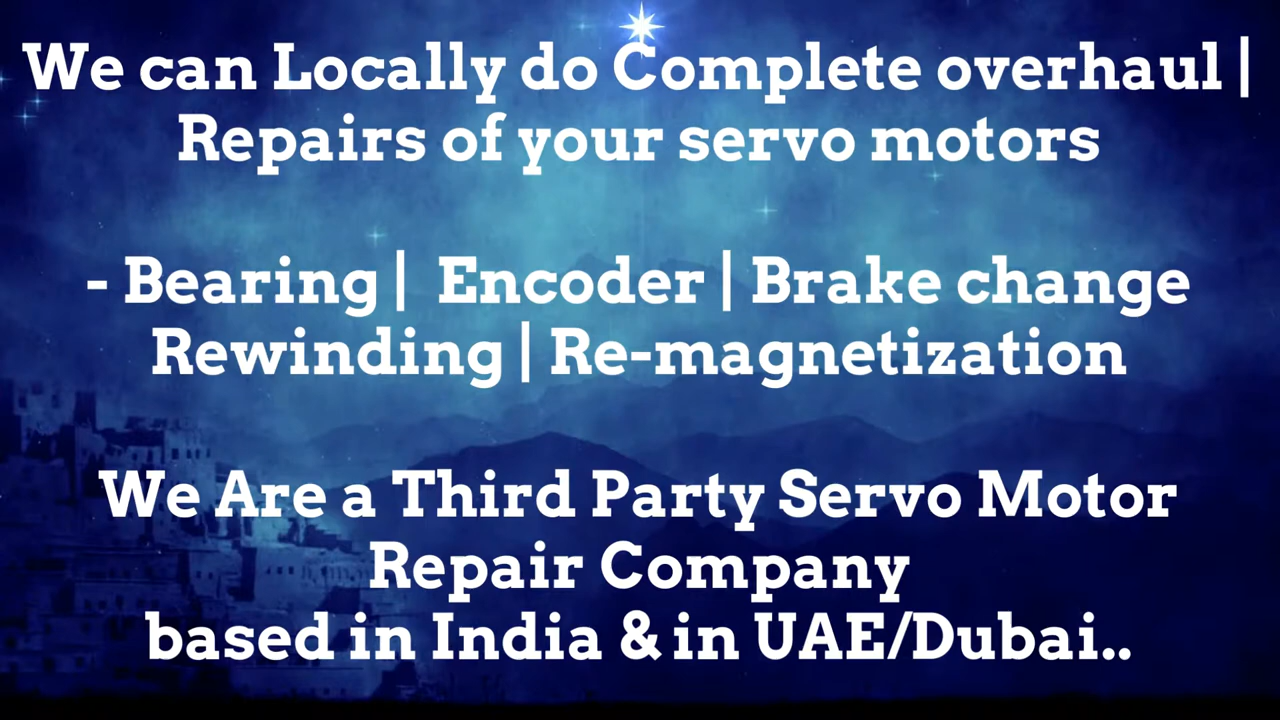 We can Locally do Complete overhaul |
Repairs of your servo motors
- Bearing | Encoder | Brake change
Rewinding | Re-magnetization
We Are a Third Party Servo Motor
Repair Company
based in India & in UAE/Dubai..